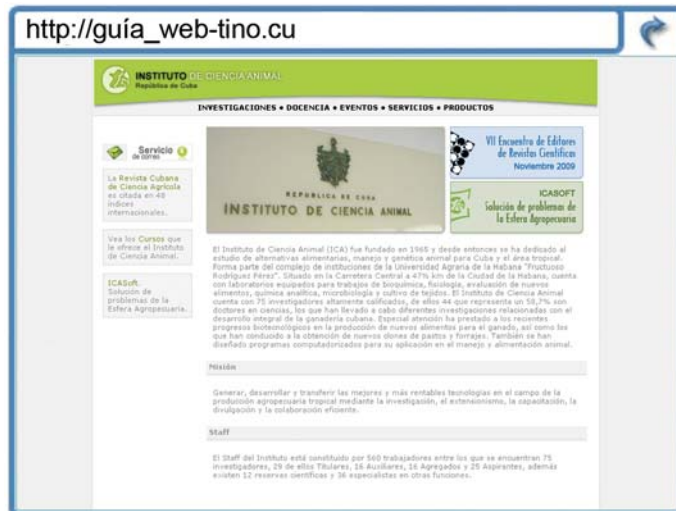 http://guía_web-tino.cu
INSTITUTO DE CIENCIA ANIMAL
República de Cuba
INVESTIGACIONES • DOCENCIA • EVENTOS • SERVICIOS • PRODUCTOS
Servicio
de correo
La Revista Cubana
de Ciencia Agrícola
es citada en 48
índices
internacionales.
Vea los Cursos que
le ofrece el Instituto
de Ciencia Animal.
ICASoft.
Solución de
problemas de la
Esfera Agropecuaria.
REPUBLICA DE CUBA
INSTITUTO DE CIENCIA ANIMAL
VII Encuentro de Editores
de Revistas Científicas
Noviembre 2009
ICASOFT
Solución de problemas de
la Esfera Agropecuaria
El Instituto de Ciencia Animal (ICA) fue fundado en 1965 y desde entonces se ha dedicado al
estudio de alternativas alimentarias, manejo y genética animal para Cuba y el área tropical.
Forma parte del complejo de instituciones de la Universidad Agraria de la Habana "Fructuoso
Rodríguez Pérez". Situado en la Carretera Central a 47½ km de la Ciudad de la Habana, cuenta
con laboratorios equipados para trabajos de bioquímica, fisiología, evaluación de nuevos
alimentos, química analítica, microbiología y cultivo de tejidos. El Instituto de Ciencia Animal
cuenta con 75 investigadores altamente calificados, de ellos 44 que representa un 58,7% son
doctores en ciencias, los que han llevado a cabo diferentes investigaciones relacionadas con el
desarrollo integral de la ganadería cubana. Especial atención ha prestado a los recientes
progresos biotecnológicos en la producción de nuevos alimentos para el ganado, así como los
que han conducido a la obtención de nuevos clones de pastos y forrajes. También se han
diseñado programas computadorizados para su aplicación en el manejo y alimentación animal.
Misión
Generar, desarrollar y transferir las mejores y más rentables tecnologías en el campo de la
producción agropecuaria tropical mediante la investigación, el extensionismo, la capacitación, la
divulgación y la colaboración eficiente.
Staff
El Staff del Instituto está constituido por 560 trabajadores entre los que se encuentran 75
investigadores, 29 de ellos Titulares, 16 Auxiliares, 16 Agregados y 25 Aspirantes, además
existen 12 reservas científicas y 36 especialistas en otras funciones.